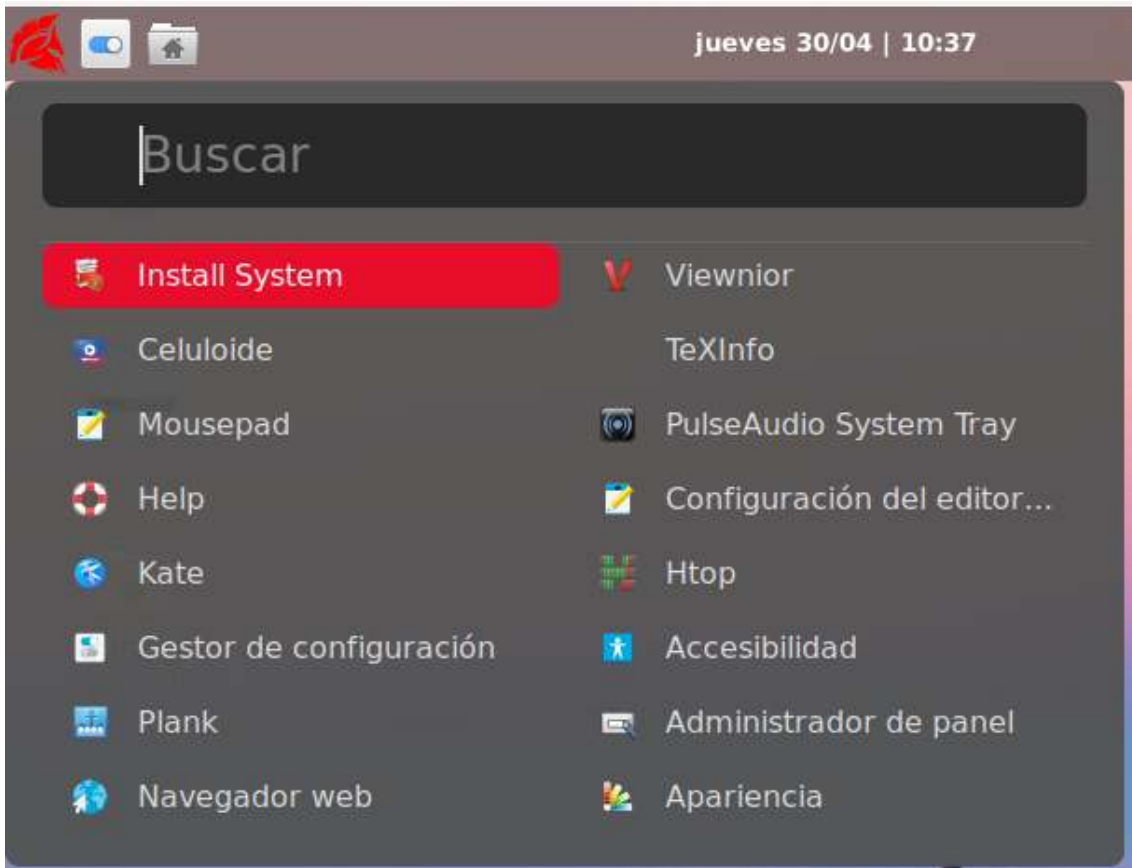 jueves 30/04 | 10:37
Buscar
Install System
Viewnior
Celuloide
TeXInfo
Mousepad
PulseAudio System Tray
Help
Configuración del editor...
Kate
Htop
Gestor de configuración
Accesibilidad
Plank
Administrador de panel
Navegador web
Apariencia